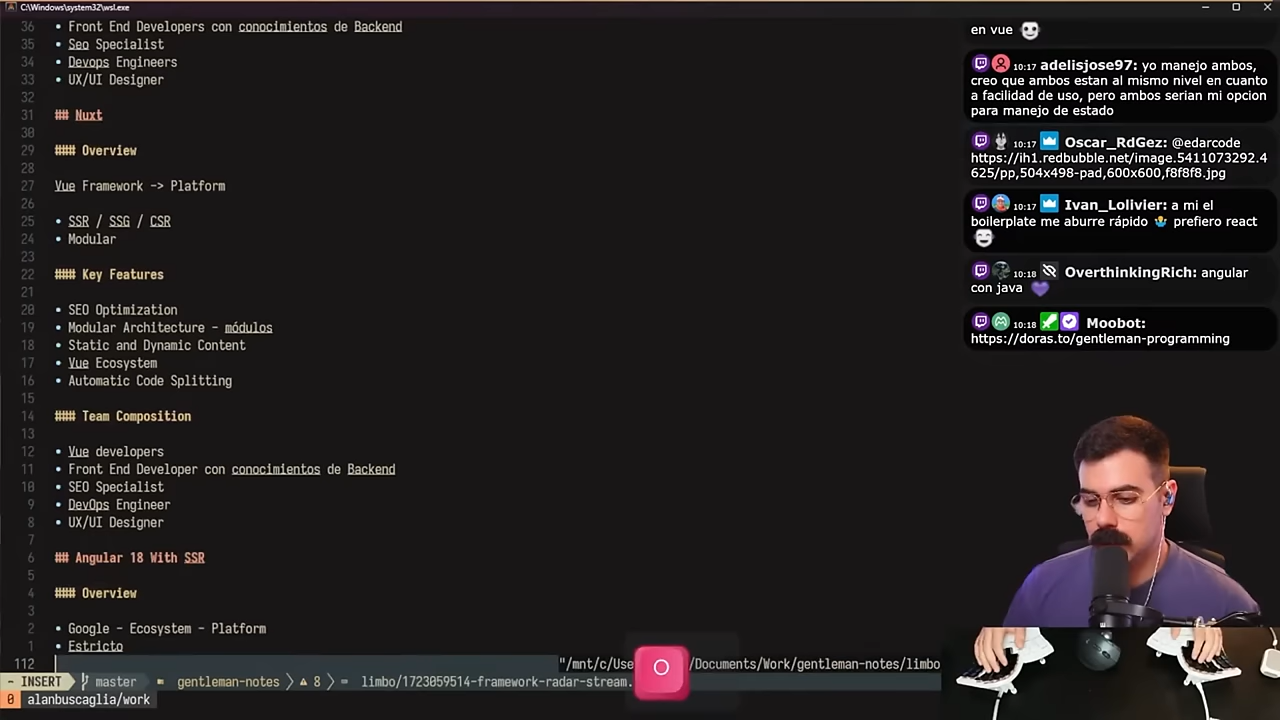 C:\Windows\system32\wsl.exe
36 • Front End Developers con conocimientos de Backend
35 • Seo Specialist
34 • Devops Engineers
33 • UX/UI Designer
32
31 ## Nuxt
30
29 #### Overview
28
27 Vue Framework -> Platform
26
25 • SSR / SSG / CSR
24 • Modular
23
22 #### Key Features
21
20 • SEO Optimization
19 • Modular Architecture - módulos
18 • Static and Dynamic Content
17 • Vue Ecosystem
16 • Automatic Code Splitting
15
14 #### Team Composition
13
12 • Vue developers
11 • Front End Developer con conocimientos de Backend
10 • SEO Specialist
9 • DevOps Engineer
8 • UX/UI Designer
7
6 ## Angular 18 With SSR
5
4 #### Overview
3
2 • Google - Ecosystem - Platform
1 • Estricto
112 "/mnt/c/Use /Documents/Work/gentleman-notes/limbo
- INSERT master gentleman-notes 8 limbo/1723059514-framework-radar-stream.
0 alanbuscaglia/work
O
en vue
10:17 adelisjose97: yo manejo ambos,
creo que ambos estan al mismo nivel en cuanto
a facilidad de uso, pero ambos serian mi opcion
para manejo de estado
10:17 Oscar_RdGez: @edarcode
https://ih1.redbubble.net/image.5411073292.4
625/pp,504x498-pad,600x600,f8f8f8.jpg
10:17 Ivan_Lolivier: a mi el
boilerplate me aburre rápido prefiero react
10:18 OverthinkingRich: angular
con java
10:18 Moobot:
https://doras.to/gentleman-programming